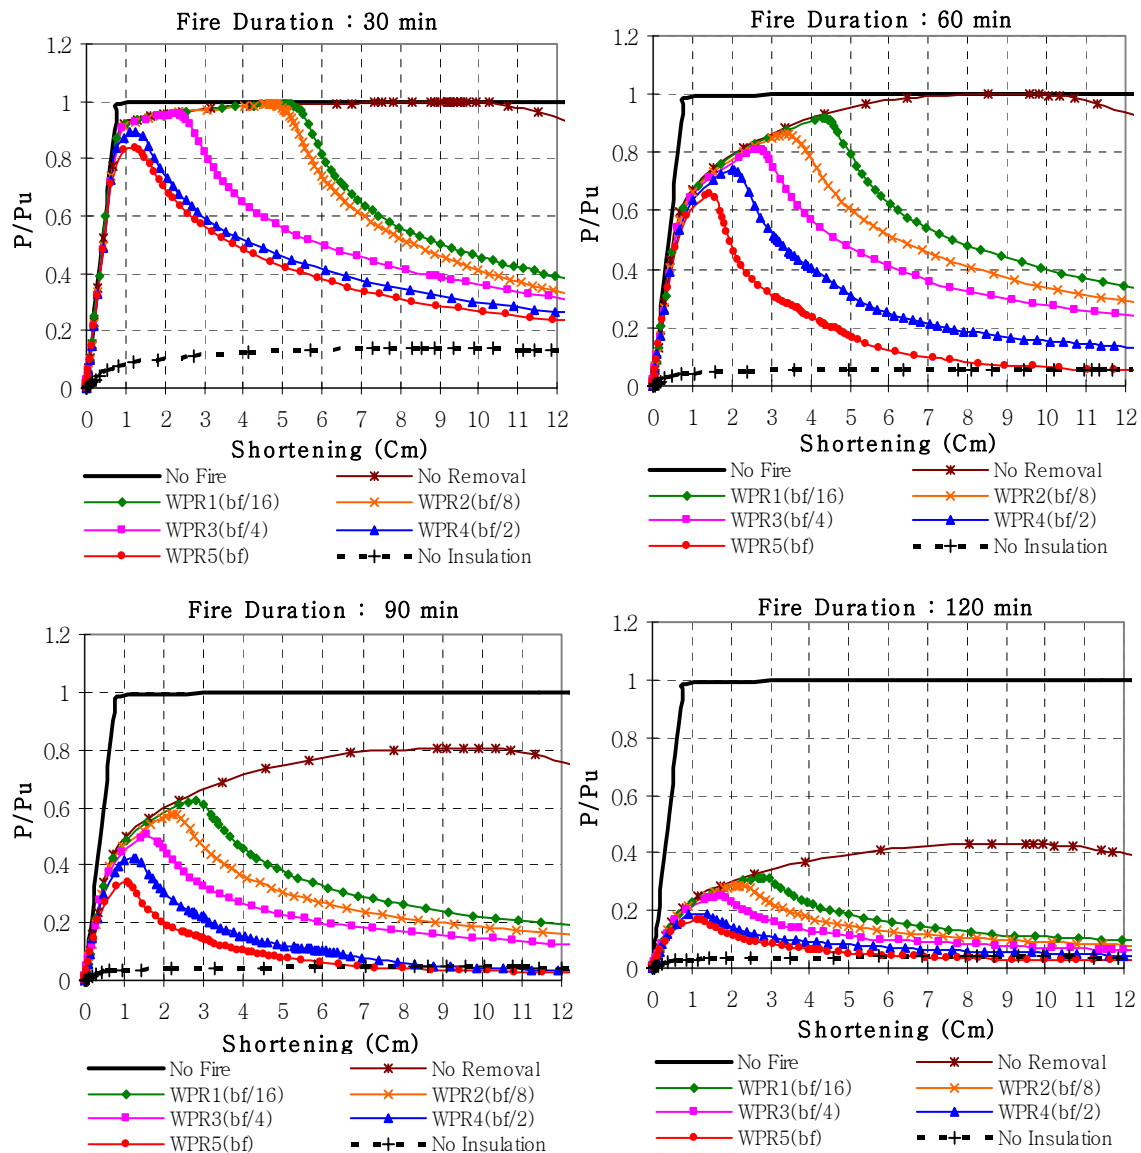 Fire Duration : 30 min
1.2
1
0.8
0.6
0.4
0.2
0
P/Pu
0 1 2 3 4 5 6 7 8 9 10 11 12
Shortening (Cm)
No Fire
No Removal
WPR1(bf/16)
WPR2(bf/8)
WPR3(bf/4)
WPR4(bf/2)
WPR5(bf)
No Insulation
Fire Duration : 60 min
1.2
1
0.8
0.6
0.4
0.2
0
P/Pu
0 1 2 3 4 5 6 7 8 9 10 11 12
Shortening (Cm)
No Fire
No Removal
WPR1(bf/16)
WPR2(bf/8)
WPR3(bf/4)
WPR4(bf/2)
WPR5(bf)
No Insulation
Fire Duration : 90 min
1.2
1
0.8
0.6
0.4
0.2
0
P/Pu
0 1 2 3 4 5 6 7 8 9 10 11 12
Shortening (Cm)
No Fire
No Removal
WPR1(bf/16)
WPR2(bf/8)
WPR3(bf/4)
WPR4(bf/2)
WPR5(bf)
No Insulation
Fire Duration : 120 min
1.2
1
0.8
0.6
0.4
0.2
0
P/Pu
0 1 2 3 4 5 6 7 8 9 10 11 12
Shortening (Cm)
No Fire
No Removal
WPR1(bf/16)
WPR2(bf/8)
WPR3(bf/4)
WPR4(bf/2)
WPR5(bf)
No Insulation